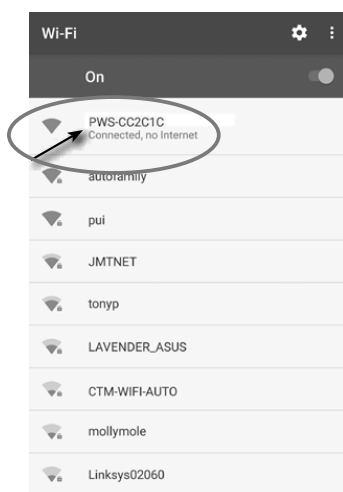 Wi-Fi
On
PWS-CC2C1C
Connected, no Internet
autofamily
pui
JMTNET
tonyp
LAVENDER_ASUS
CTM-WIFI-AUTO
mollymole
Linksys02060